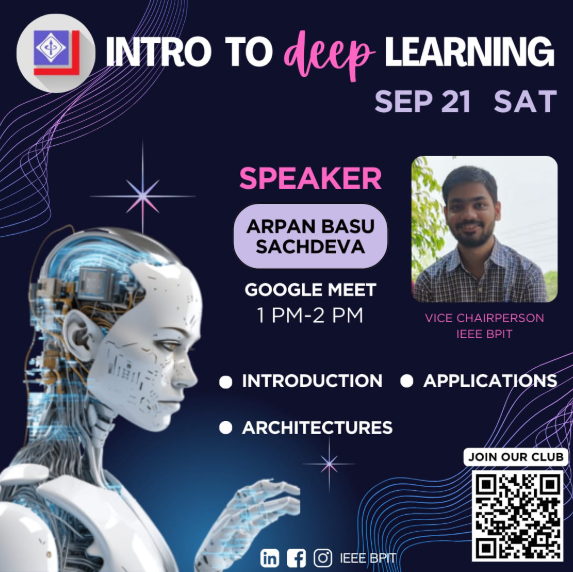 INTRO TO deep LEARNING
SEP 21 SAT
SPEAKER
ARPAN BASU
SACHDEVA
GOOGLE MEET
1 PM-2 PM
VICE CHAIRPERSON
IEEE BPIT
INTRODUCTION
APPLICATIONS
ARCHITECTURES
JOIN OUR CLUB
in
IEEE BPIT